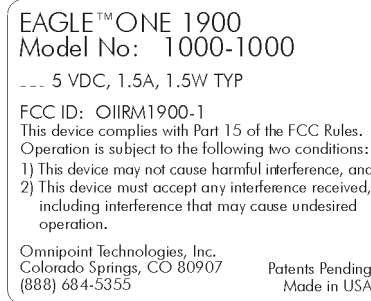 EAGLE™ONE 1900
Model No: 1000-1000
5 VDC, 1.5A, 1.5W TYP
FCC ID: OIIRM1900-1
This device complies with Part 15 of the FCC Rules.
Operation is subject to the following two conditions:
1) This device may not cause harmful interference, and
2) This device must accept any interference received,
including interference that may cause undesired
operation.
Omnipoint Technologies, Inc.
Colorado Springs, CO 80907
(888) 684-5355
Patents Pending
Made in USA